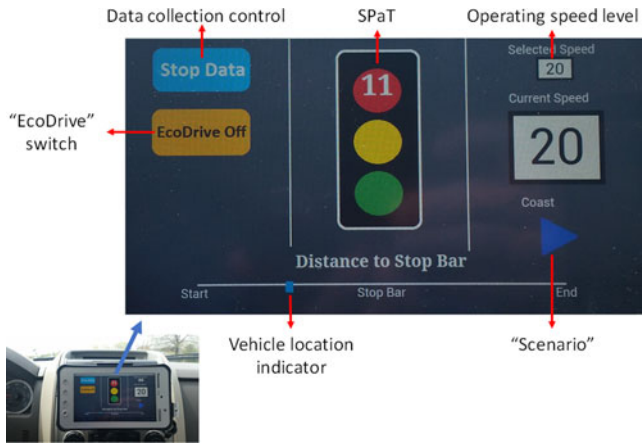 Data collection control
SPaT
Operating speed level
Stop Data
11
Selected Speed
20
Current Speed
"EcoDrive"
switch
EcoDrive Off
20
Coast
Distance to Stop Bar
Start
Stop Bar
End
Vehicle location
indicator
"Scenario"
20